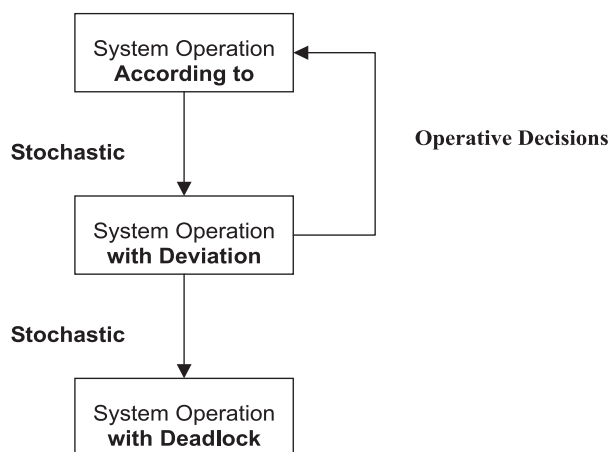 System Operation
According to
Stochastic
Operative Decisions
System Operation
with Deviation
Stochastic
System Operation
with Deadlock